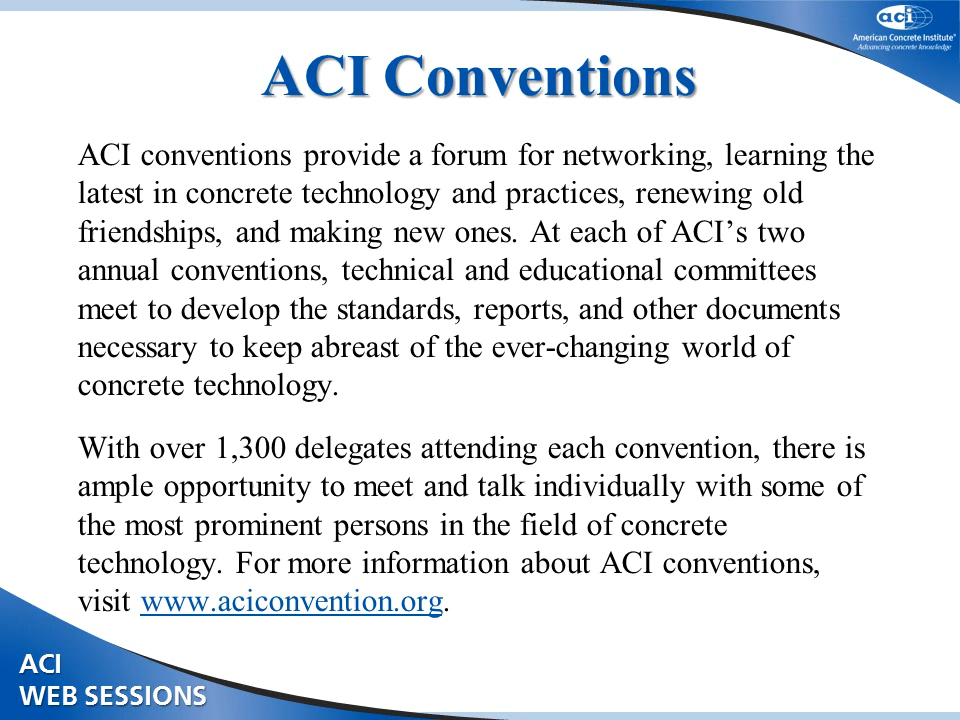 aci
American Concrete Institute®
Advancing concrete knowledge
ACI Conventions
ACI conventions provide a forum for networking, learning the
latest in concrete technology and practices, renewing old
friendships, and making new ones. At each of ACI’s two
annual conventions, technical and educational committees
meet to develop the standards, reports, and other documents
necessary to keep abreast of the ever-changing world of
concrete technology.
With over 1,300 delegates attending each convention, there is
ample opportunity to meet and talk individually with some of
the most prominent persons in the field of concrete
technology. For more information about ACI conventions,
visit www.aciconvention.org.
ACI
WEB SESSIONS